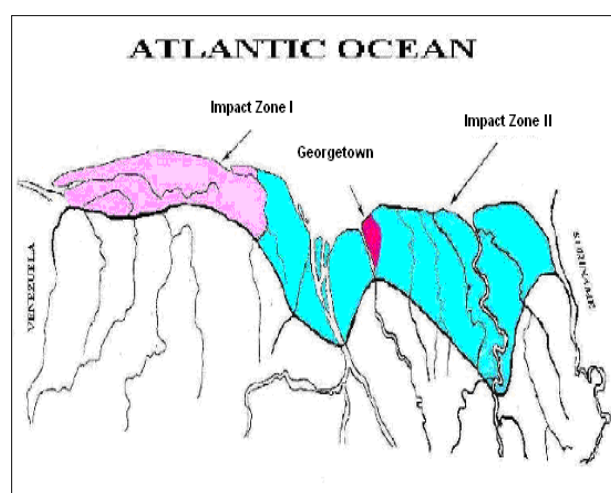 ATLANTIC OCEAN
Impact Zone I
Impact Zone II
Georgetown
VENEZUELA
SURINAME